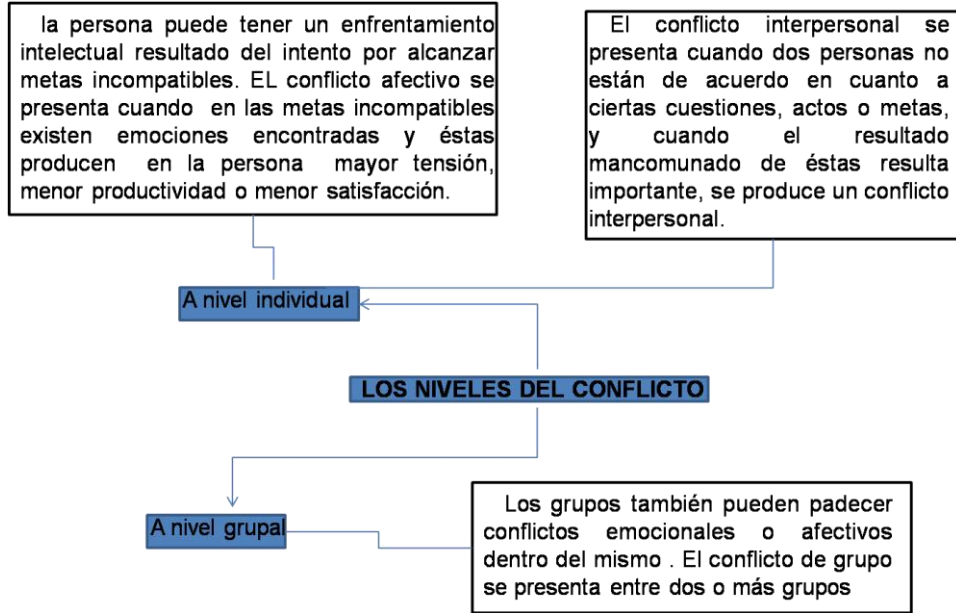 la persona puede tener un enfrentamiento
intelectual resultado del intento por alcanzar
metas incompatibles. EL conflicto afectivo se
presenta cuando en las metas incompatibles
existen emociones encontradas y éstas
producen en la persona mayor tensión,
menor productividad o menor satisfacción.
El conflicto interpersonal se
presenta cuando dos personas no
están de acuerdo en cuanto a
ciertas cuestiones, actos o metas,
y cuando el resultado
mancomunado de éstas resulta
importante, se produce un conflicto
interpersonal.
A nivel individual
LOS NIVELES DEL CONFLICTO
A nivel grupal
Los grupos también pueden padecer
conflictos emocionales o afectivos
dentro del mismo . El conflicto de grupo
se presenta entre dos o más grupos